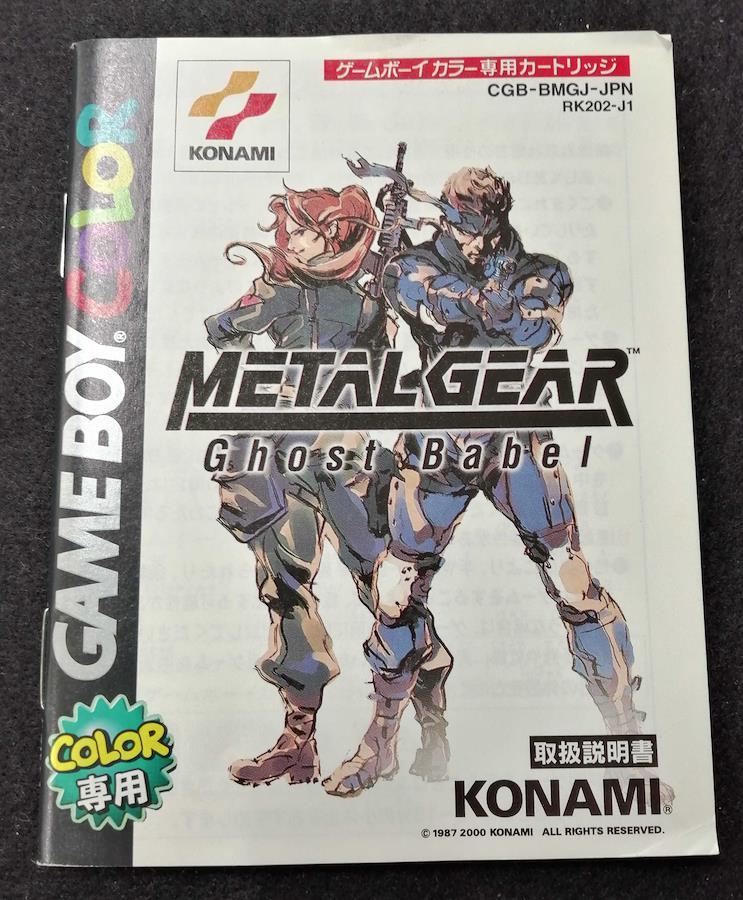 KONAMI
ゲームボーイ カラー専用カートリッジ
CGB-BMGJ-JPN
RK202-J1
GAME BOY® COLOR
METAL GEAR™
Ghost Babel
COLOR
専用
取扱説明書
KONAMI®
© 1987 2000 KONAMI ALL RIGHTS RESERVED.